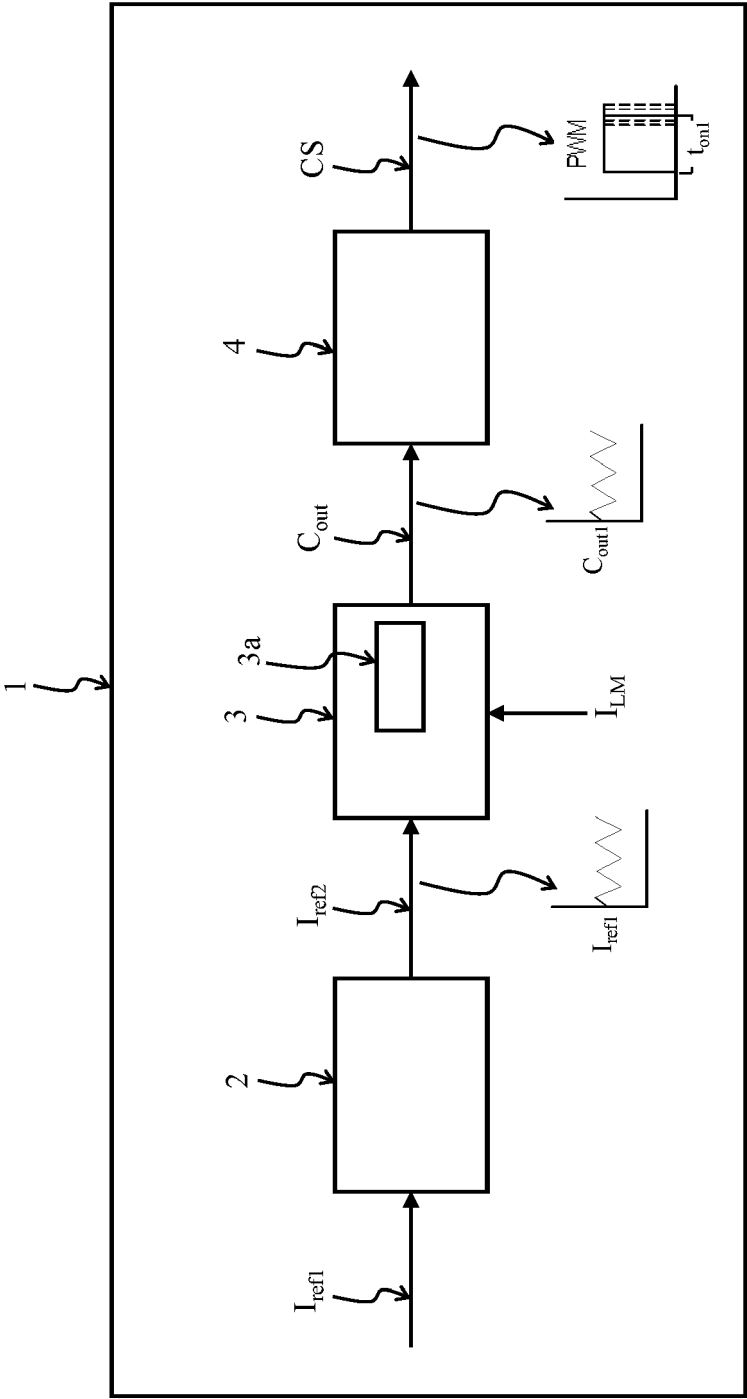 1
I_ref1
2
I_ref2
3
3a
C_out
4
CS
I_ref1
I_LM
C_out1
PWM
t_on1